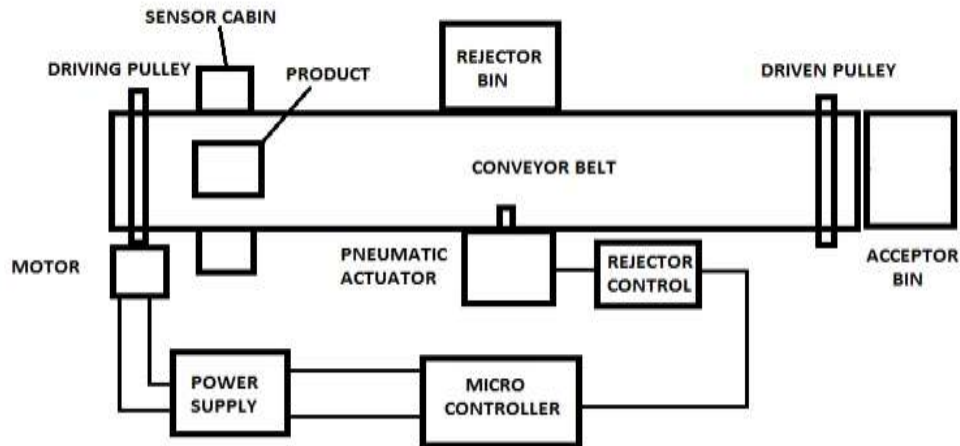 SENSOR CABIN
DRIVING PULLEY
PRODUCT
REJECTOR
BIN
DRIVEN PULLEY
CONVEYOR BELT
MOTOR
PNEUMATIC
ACTUATOR
REJECTOR
CONTROL
ACCEPTOR
BIN
POWER
SUPPLY
MICRO
CONTROLLER